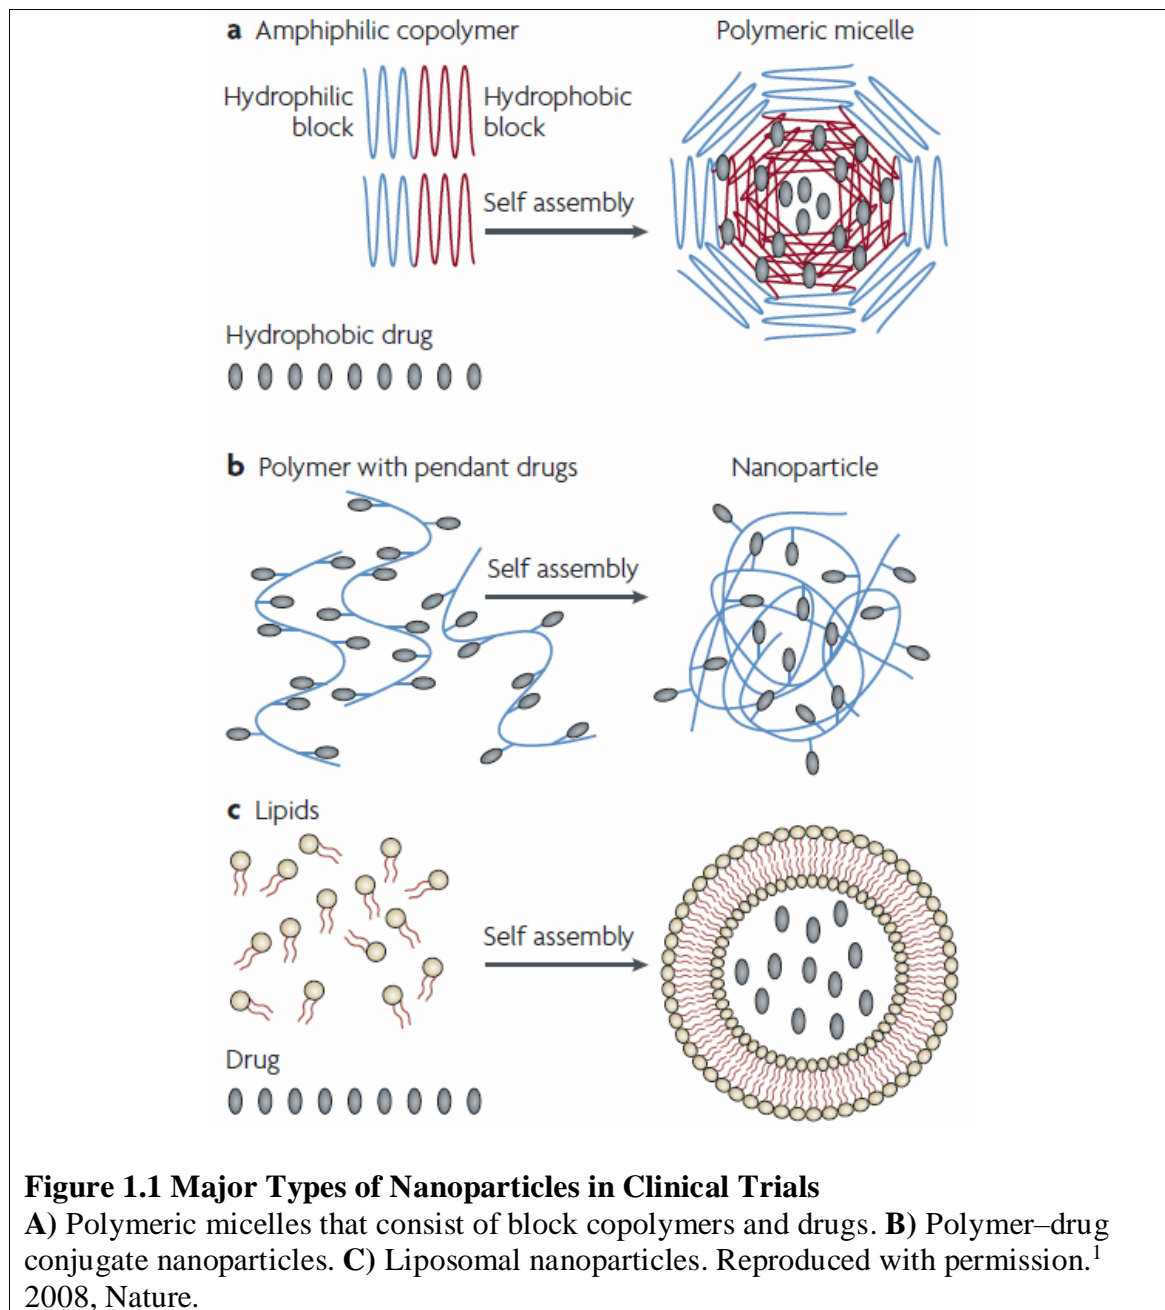 a Amphiphilic copolymer
Polymeric micelle
Hydrophilic
block
Hydrophobic
block
Self assembly
Hydrophobic drug
b Polymer with pendant drugs
Nanoparticle
Self assembly
c Lipids
Self assembly
Drug
Figure 1.1 Major Types of Nanoparticles in Clinical Trials
A) Polymeric micelles that consist of block copolymers and drugs. B) Polymer–drug
conjugate nanoparticles. C) Liposomal nanoparticles. Reproduced with permission.¹
2008, Nature.